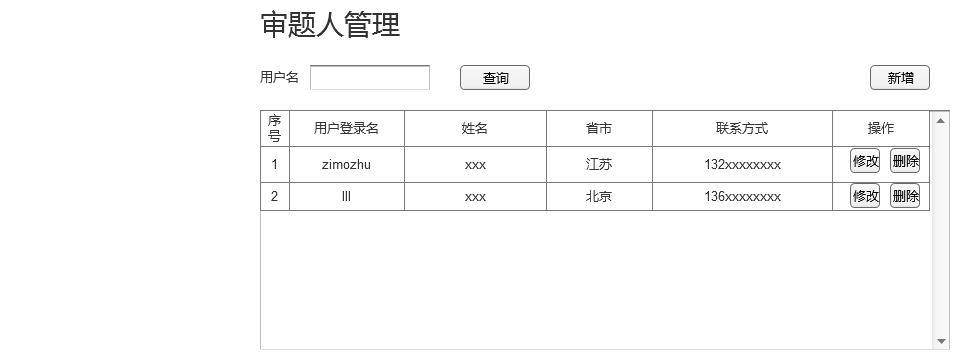 审题人管理
用户名 查询 新增
序号 用户登录名 姓名 省市 联系方式 操作
1 zimozhu xxx 江苏 132xxxxxxxx 修改 删除
2 lll xxx 北京 136xxxxxxxx 修改 删除